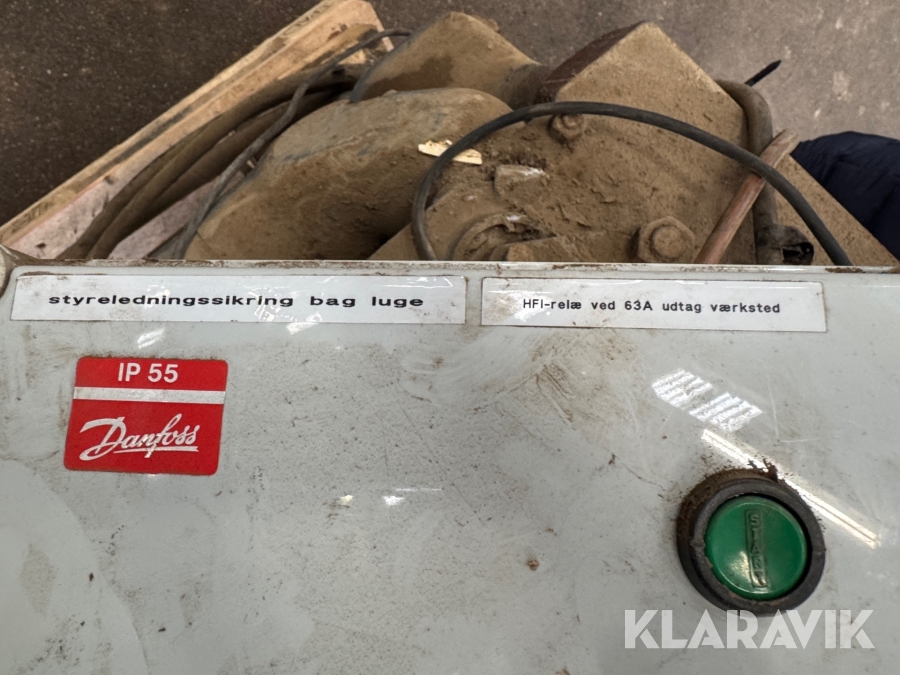 styreledningssikring bag luge
HFI-relæ ved 63A udtag værksted
IP 55
Danfoss
START
KLARAVIK